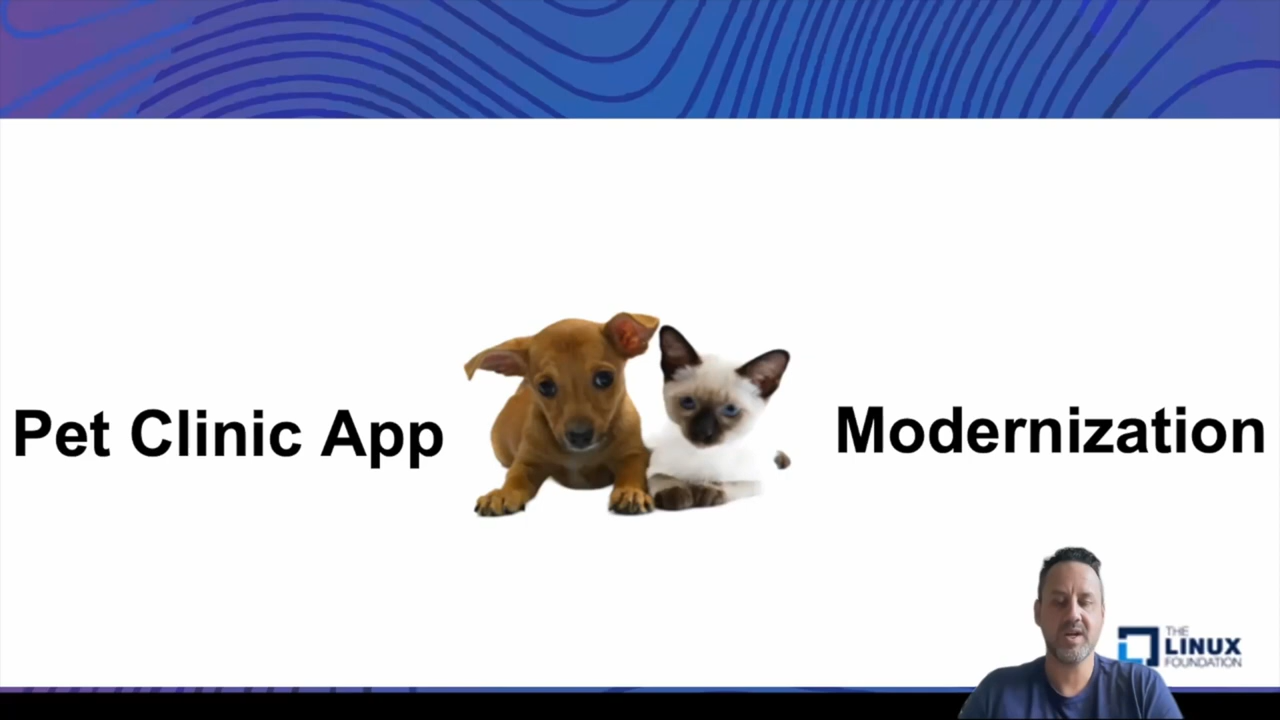 Pet Clinic App
Modernization
THE
LINUX
FOUNDATION